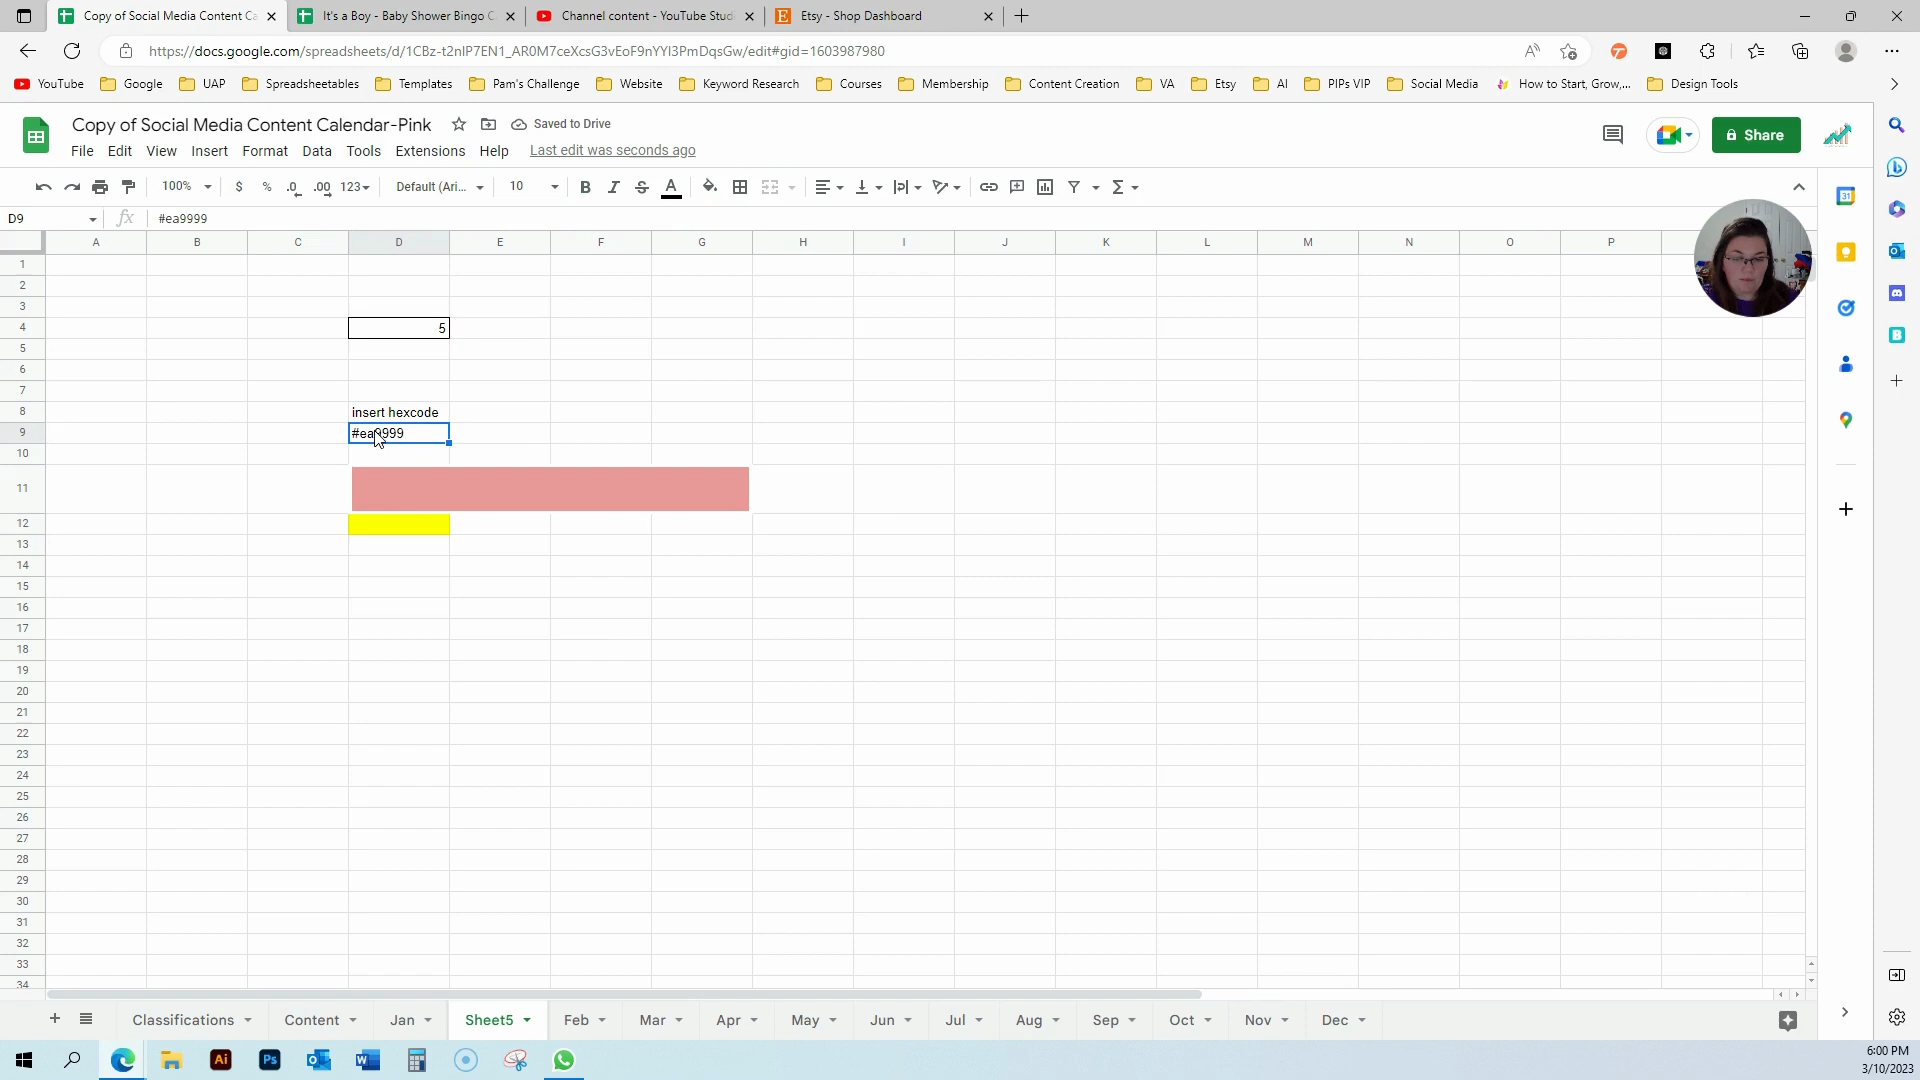 Copy of Social Media Content Ca
It's a Boy - Baby Shower Bingo C
Channel content - YouTube Studi
Etsy - Shop Dashboard
https://docs.google.com/spreadsheets/d/1CBz-t2nIP7EN1_AR0M7ceXcsG3vEoF9nYYI3PmDqsGw/edit#gid=1603987980
YouTube Google UAP Spreadsheetables Templates Pam's Challenge Website Keyword Research Courses Membership Content Creation VA Etsy AI PIPs VIP Social Media How to Start, Grow,... Design Tools
Copy of Social Media Content Calendar-Pink Saved to Drive
Share
File Edit View Insert Format Data Tools Extensions Help Last edit was seconds ago
100% $ % .0 .00 123 Default (Ari... 10 B I S A
D9 fx #ea9999
A B C D E F G H I J K L M N O P
1
2
3
4 5
5
6
7
8 insert hexcode
9 #ea9999
10
11
12
13
14
15
16
17
18
19
20
21
22
23
24
25
26
27
28
29
30
31
32
33
34
Classifications Content Jan Sheet5 Feb Mar Apr May Jun Jul Aug Sep Oct Nov Dec
Ai Ps
6:00 PM
3/10/2023